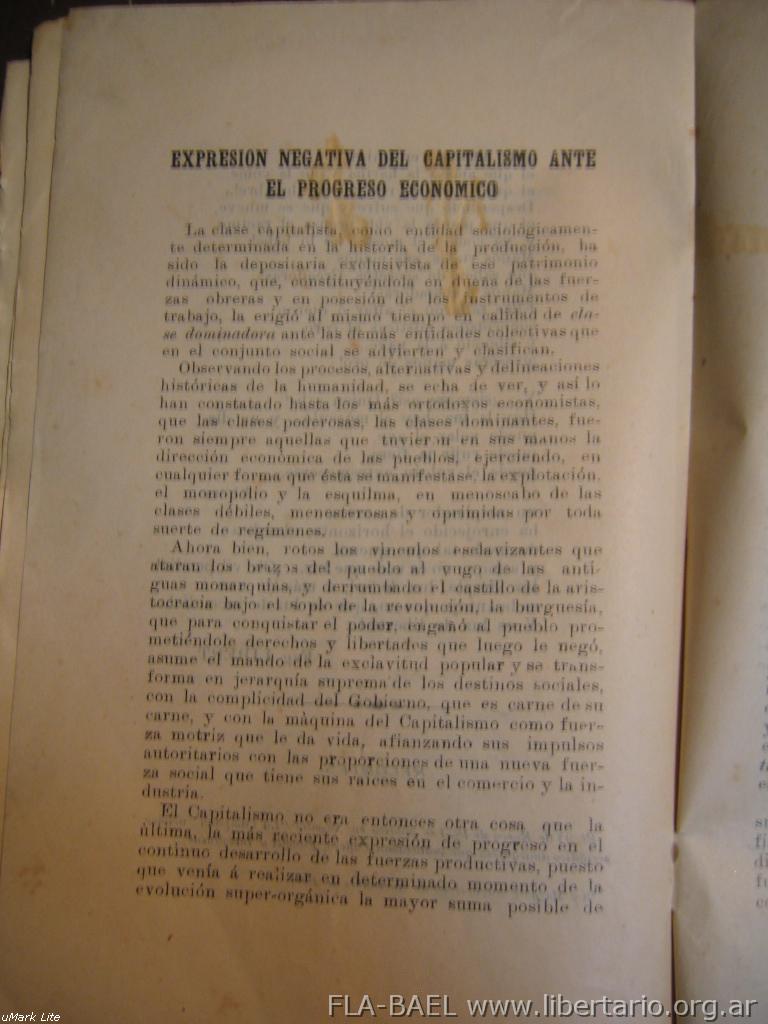 EXPRESION NEGATIVA DEL CAPITALISMO ANTE
EL PROGRESO ECONOMICO
La clase capitalista, como entidad sociológicamen-
te determinada en la historia de la producción, ha
sido la depositaria exclusivista de ese patrimonio
dinámico, que, constituyéndola en dueña de las fuer-
zas obreras y en posesión de los instrumentos de
trabajo, la erigió al mismo tiempo en calidad de cla-
se dominadora ante las demás entidades colectivas que
en el conjunto social se advierten y clasifican.
Observando los procesos, alternativas y delineaciones
históricas de la humanidad, se echa de ver, y así lo
han constatado hasta los más ortodoxos economistas,
que las clases poderosas, las clases dominantes, fue-
ron siempre aquellas que tuvieron en sus manos la
dirección económica de las pueblos, ejerciendo, en
cualquier forma que ésta se manifestase, la explotación,
el monopolio y la esquilma, en menoscabo de las
clases débiles, menesterosas y oprimidas por toda
suerte de regímenes.
Ahora bien, rotos los vinculos esclavizantes que
ataran los brazos del pueblo al yugo de las anti-
guas monarquías, y derrumbado el castillo de la aris-
tocracia bajo el soplo de la revolución, la burguesía,
que para conquistar el poder, engañó al pueblo pro-
metiéndole derechos y libertades que luego le negó,
asume el mando de la exclavitud popular y se trans-
forma en jerarquía suprema de los destinos sociales,
con la complicidad del Gobierno, que es carne de su
carne, y con la máquina del Capitalismo como fuer-
za motriz que le da vida, afianzando sus impulsos
autoritarios con las proporciones de una nueva fuer-
za social que tiene sus raices en el comercio y la in-
dustria.
El Capitalismo no era entonces otra cosa que la
última, la más reciente expresión de progreso en el
continuo desarrollo de las fuerzas productivas, puesto
que venía á realizar en determinado momento de la
evolución super-orgánica la mayor suma posible de
uMark Lite
FLA-BAEL www.libertario.org.ar